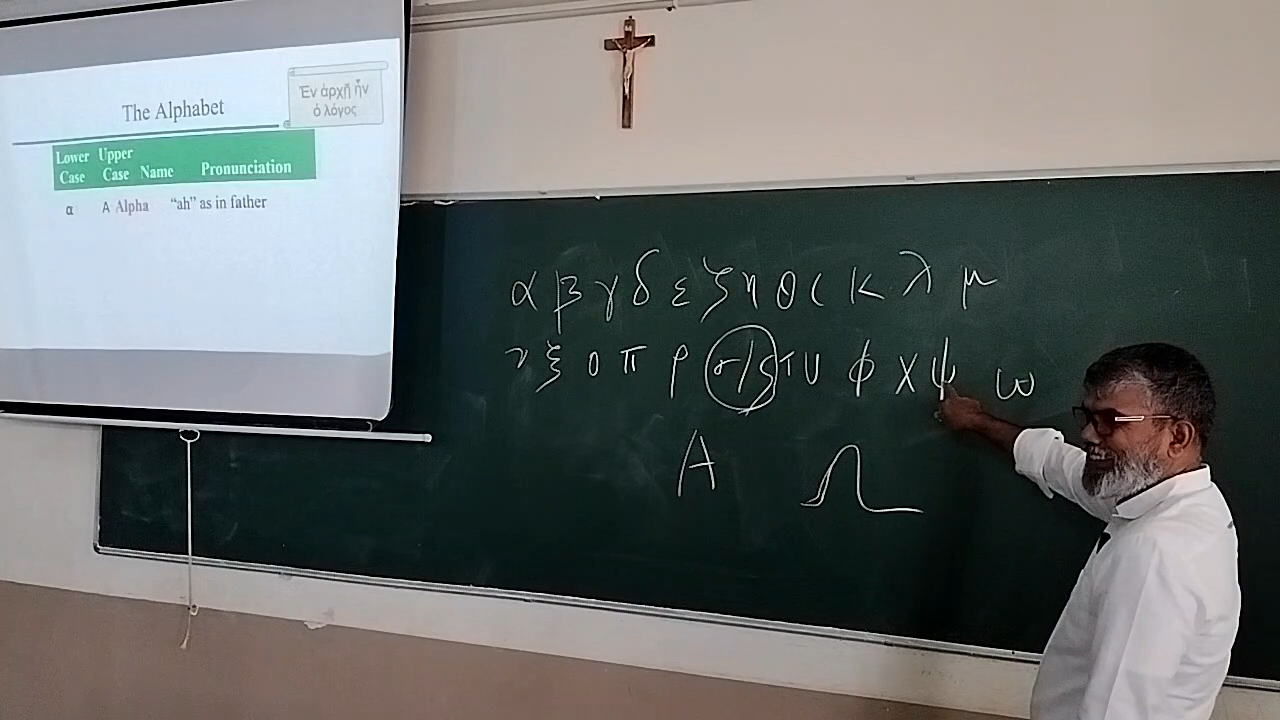 The Alphabet
Ἐν ἀρχῇ ἦν
ὁ λόγος
Lower Upper
Case Case Name Pronunciation
α A Alpha “ah” as in father
α β γ δ ε ζ η θ ι κ λ μ
ν ξ ο π ρ σ/ς τ υ φ χ ψ ω
Α Ω